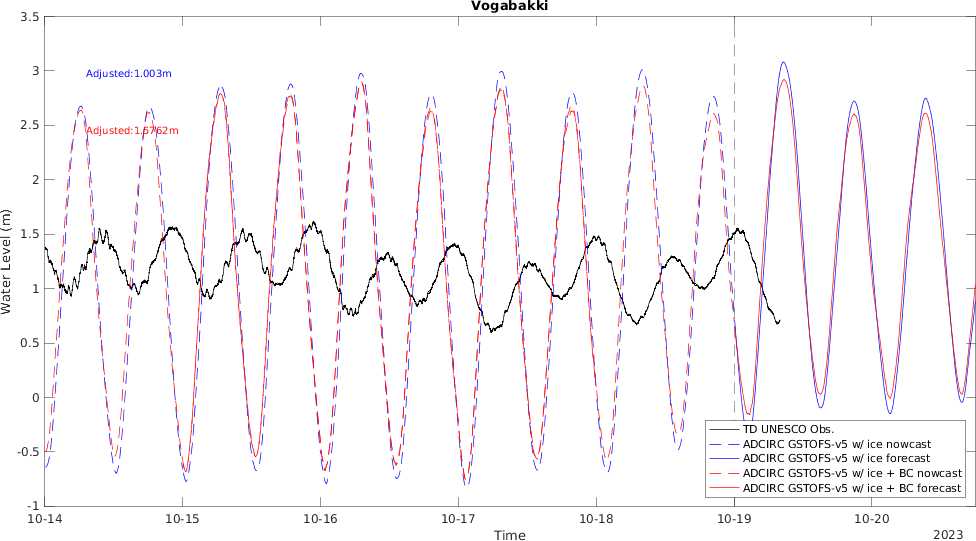 Vogabakki
3.5
3
2.5
2
1.5
1
0.5
0
-0.5
-1
Water Level (m)
Adjusted:1.003m
Adjusted:1.5762m
TD UNESCO Obs.
ADCIRC GSTOFS-v5 w/ ice nowcast
ADCIRC GSTOFS-v5 w/ ice forecast
ADCIRC GSTOFS-v5 w/ ice + BC nowcast
ADCIRC GSTOFS-v5 w/ ice + BC forecast
10-14 10-15 10-16 10-17 10-18 10-19 10-20
Time
2023